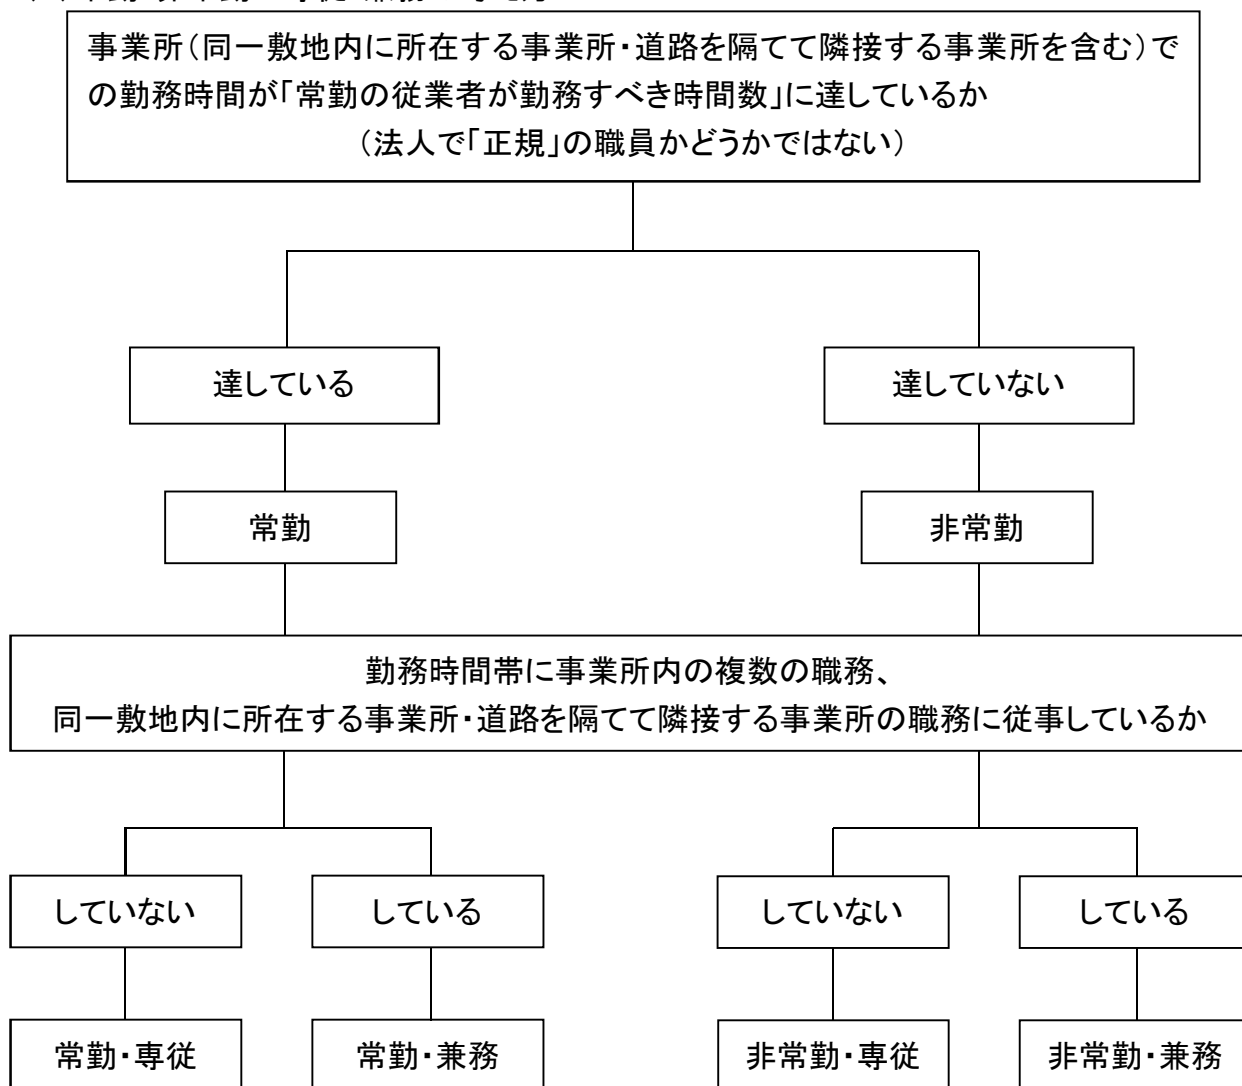 事業所（同一敷地内に所在する事業所・道路を隔てて隣接する事業所を含む）で
の勤務時間が「常勤の従業者が勤務すべき時間数」に達しているか
（法人で「正規」の職員かどうかではない）
達している
達していない
常勤
非常勤
勤務時間帯に事業所内の複数の職務、
同一敷地内に所在する事業所・道路を隔てて隣接する事業所の職務に従事しているか
していない
している
していない
している
常勤・専従
常勤・兼務
非常勤・専従
非常勤・兼務